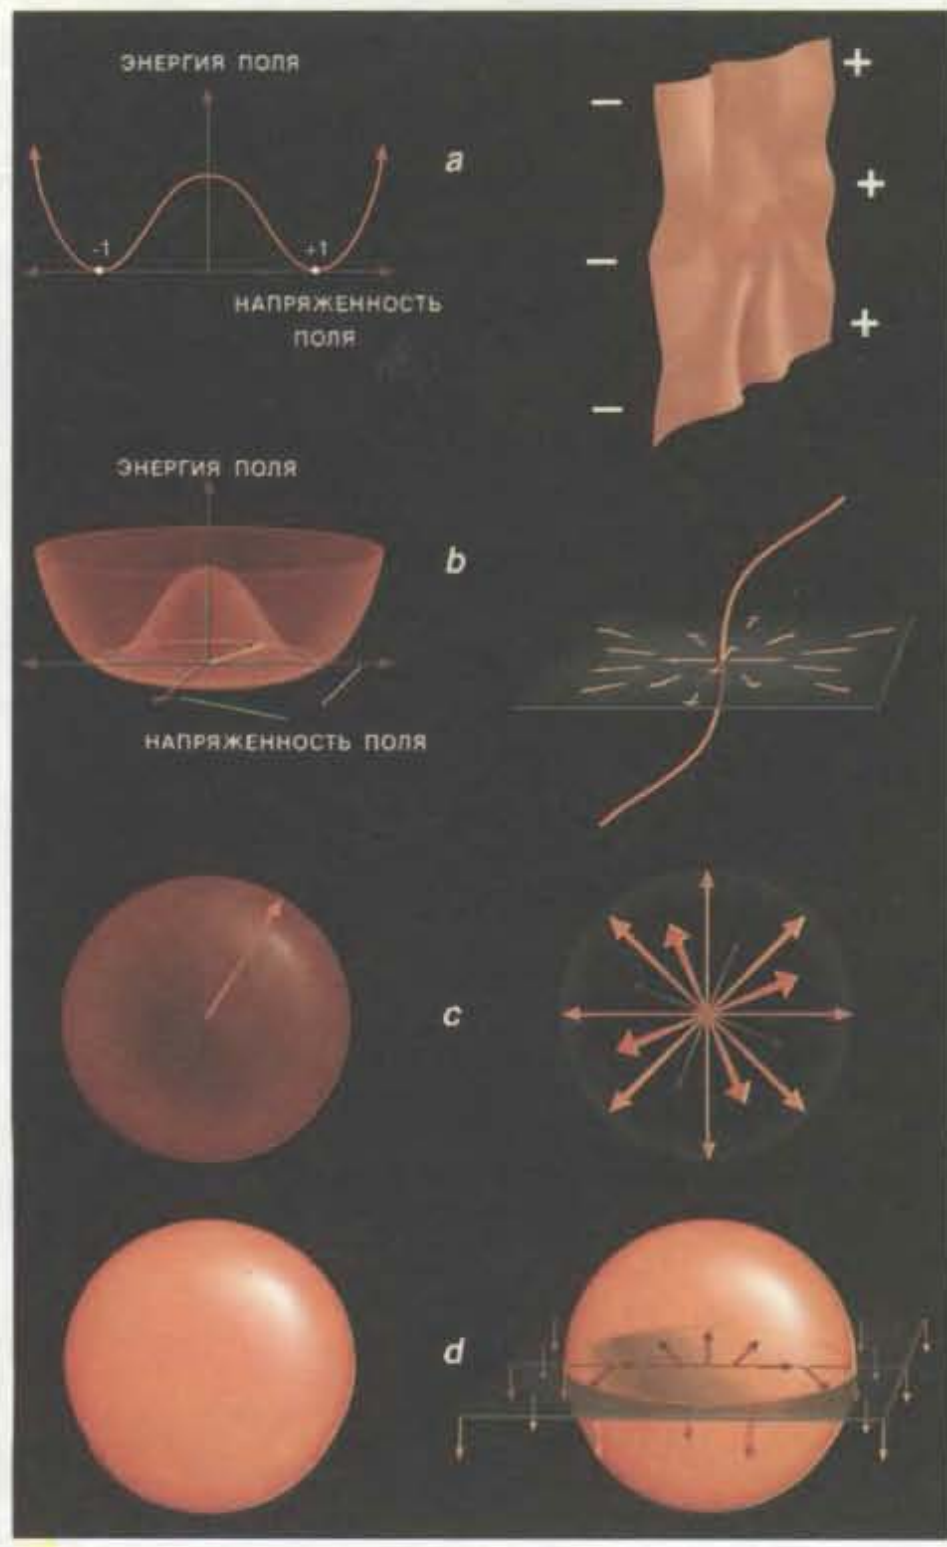 ЭНЕРГИЯ ПОЛЯ
a
-1
+1
НАПРЯЖЕННОСТЬ
ПОЛЯ
− +
− +
− +
−
ЭНЕРГИЯ ПОЛЯ
b
НАПРЯЖЕННОСТЬ ПОЛЯ
c
d